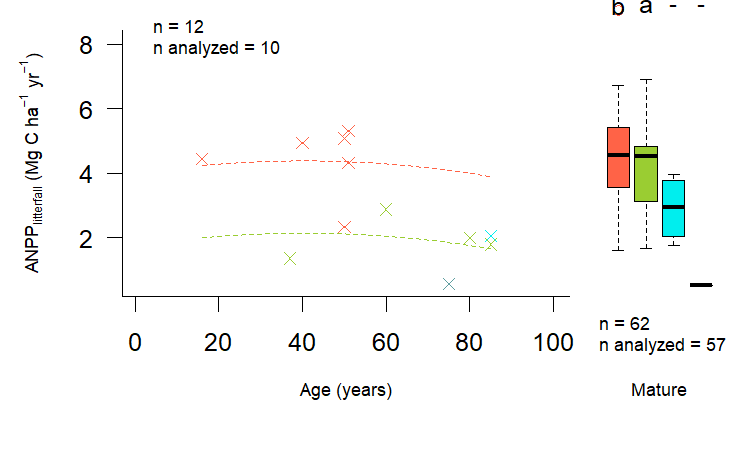 b a - -
n = 12
n analyzed = 10
8
6
4
2
ANPPlitterfall (Mg C ha−1 yr−1)
0 20 40 60 80 100
Age (years)
n = 62
n analyzed = 57
Mature